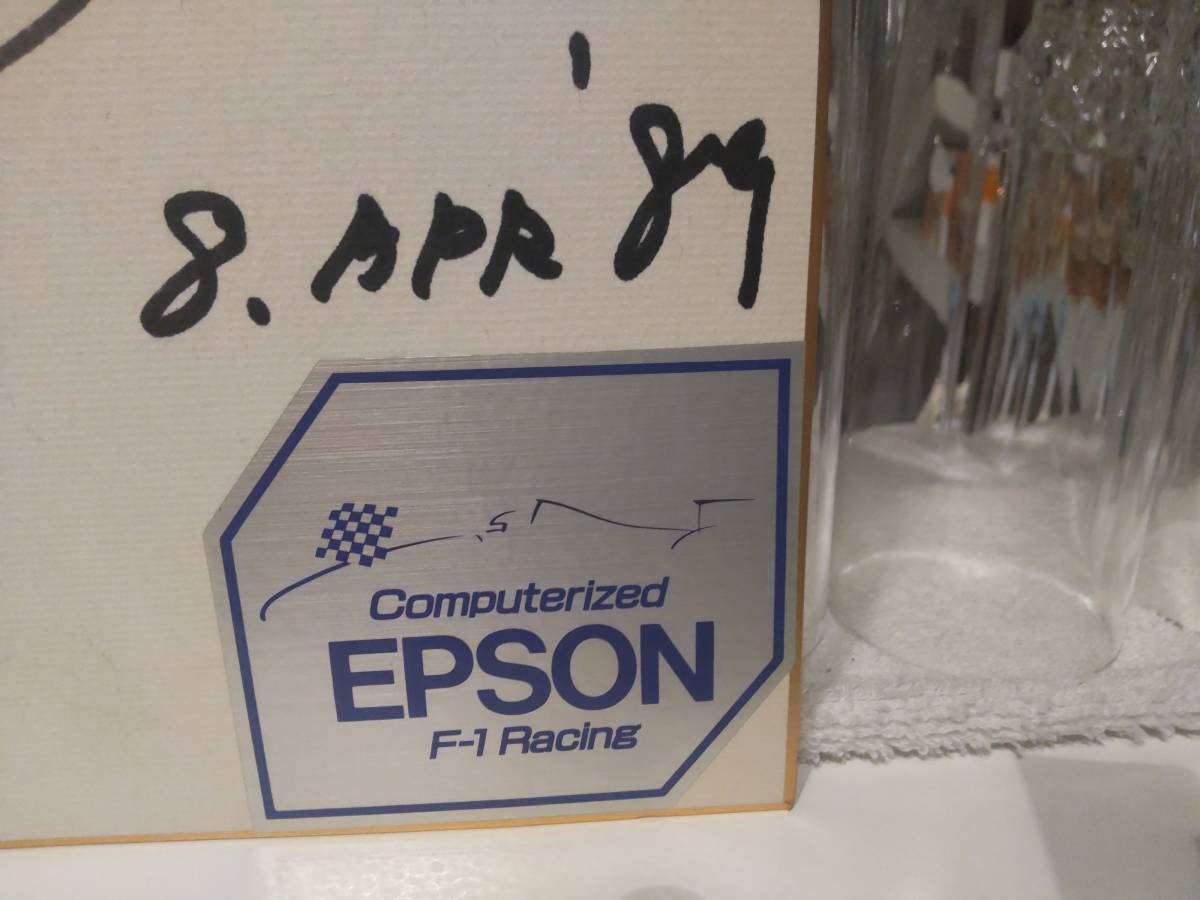 8. APR '89
Computerized
EPSON
F-1 Racing